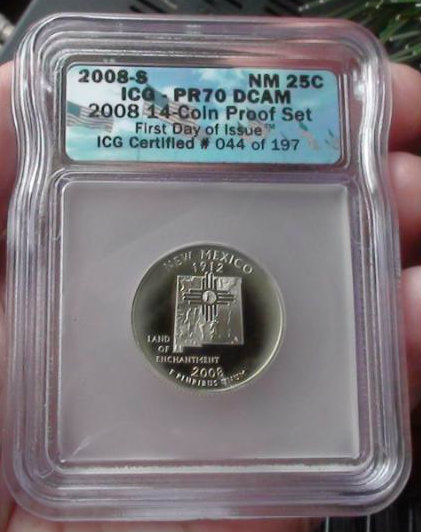 2008-S NM 25C
ICG - PR70 DCAM
2008 14-Coin Proof Set
First Day of Issue™
ICG Certified # 044 of 197
NEW MEXICO
1912
LAND
OF
ENCHANTMENT
2008
E PLURIBUS UNUM